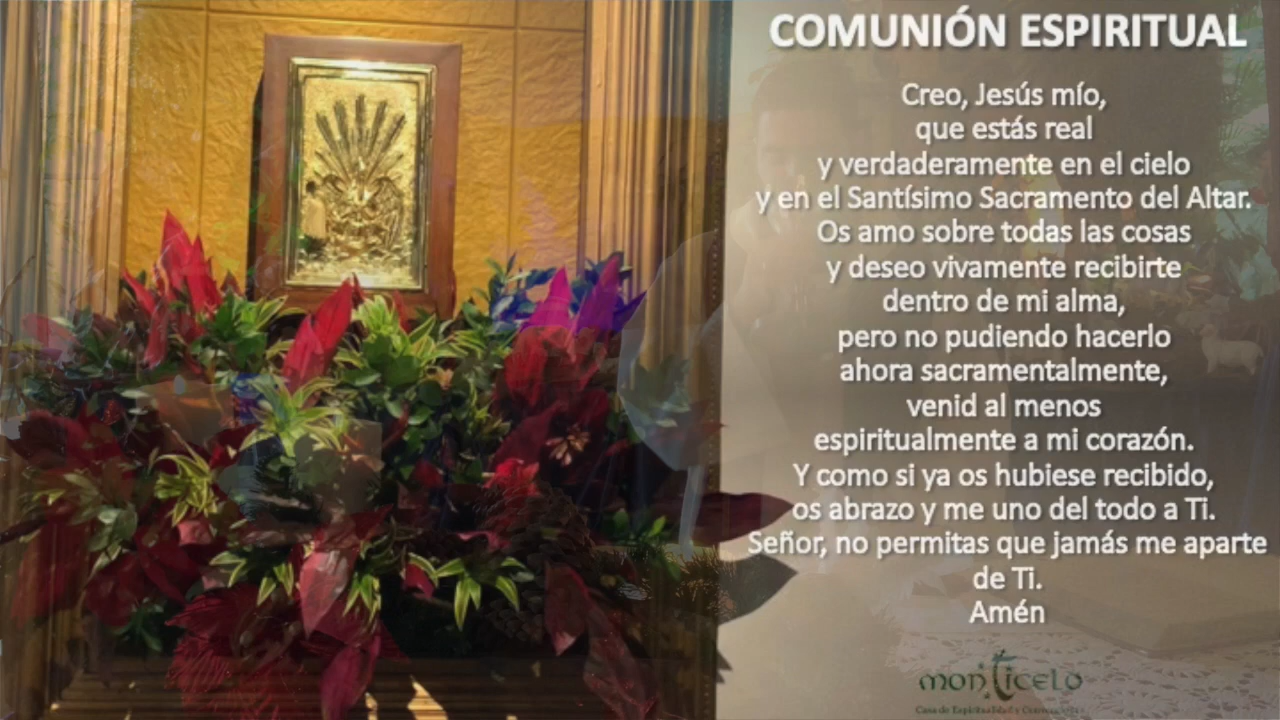 COMUNIÓN ESPIRITUAL
Creo, Jesús mío,
que estás real
y verdaderamente en el cielo
y en el Santísimo Sacramento del Altar.
Os amo sobre todas las cosas
y deseo vivamente recibirte
dentro de mi alma,
pero no pudiendo hacerlo
ahora sacramentalmente,
venid al menos
espiritualmente a mi corazón.
Y como si ya os hubiese recibido,
os abrazo y me uno del todo a Ti.
Señor, no permitas que jamás me aparte
de Ti.
Amén
monticelo
Casa de Espiritualidad y